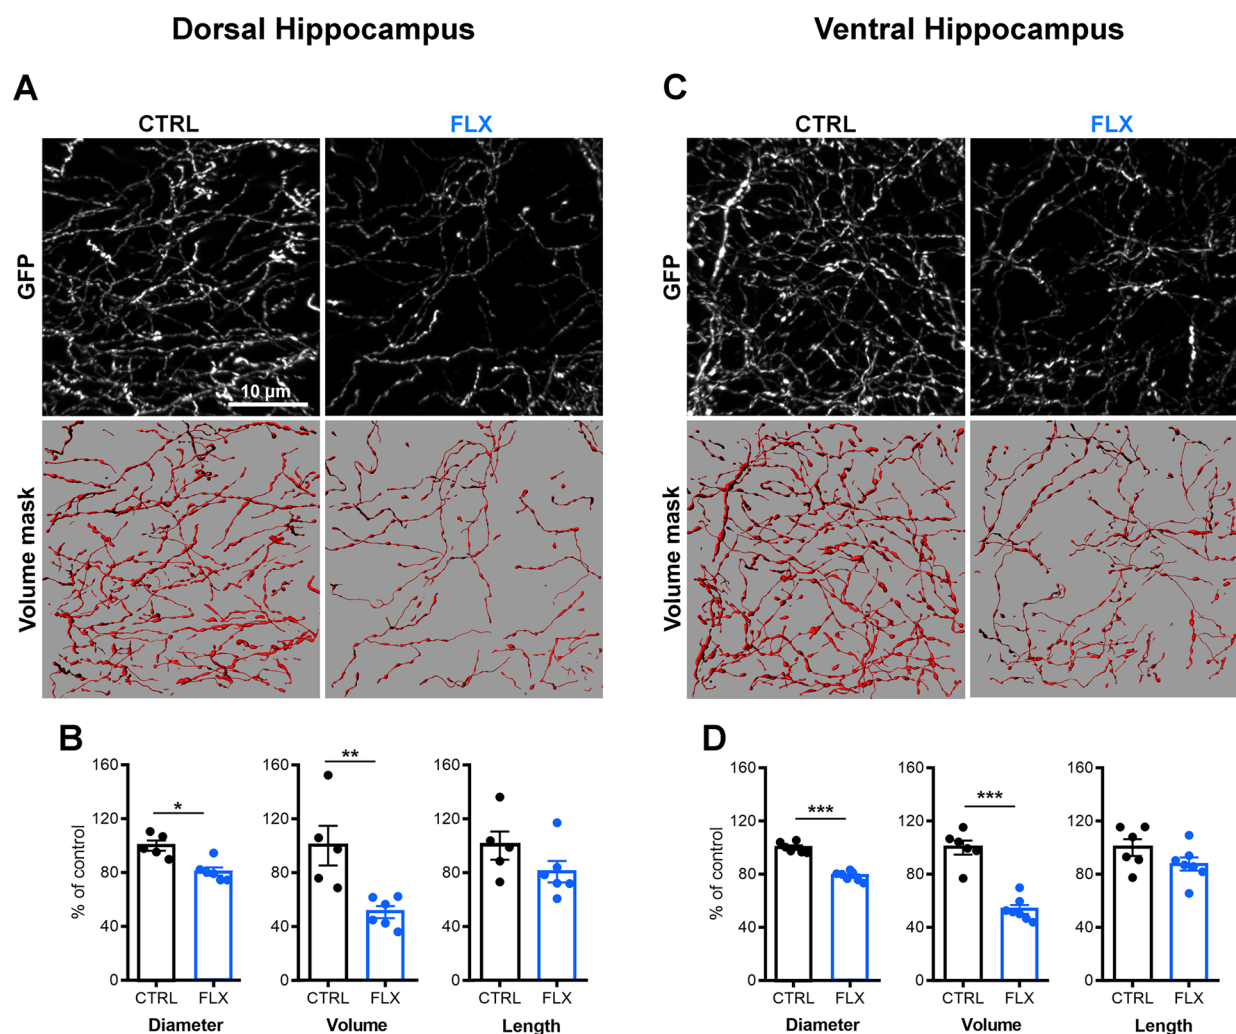 Dorsal Hippocampus
Ventral Hippocampus
A
CTRL
FLX
GFP
10 µm
Volume mask
B
% of control
160
120
80
40
0
*
CTRL
FLX
Diameter
160
120
80
40
0
**
CTRL
FLX
Volume
160
120
80
40
0
CTRL
FLX
Length
C
CTRL
FLX
GFP
Volume mask
D
% of control
160
120
80
40
0
***
CTRL
FLX
Diameter
160
120
80
40
0
***
CTRL
FLX
Volume
160
120
80
40
0
CTRL
FLX
Length